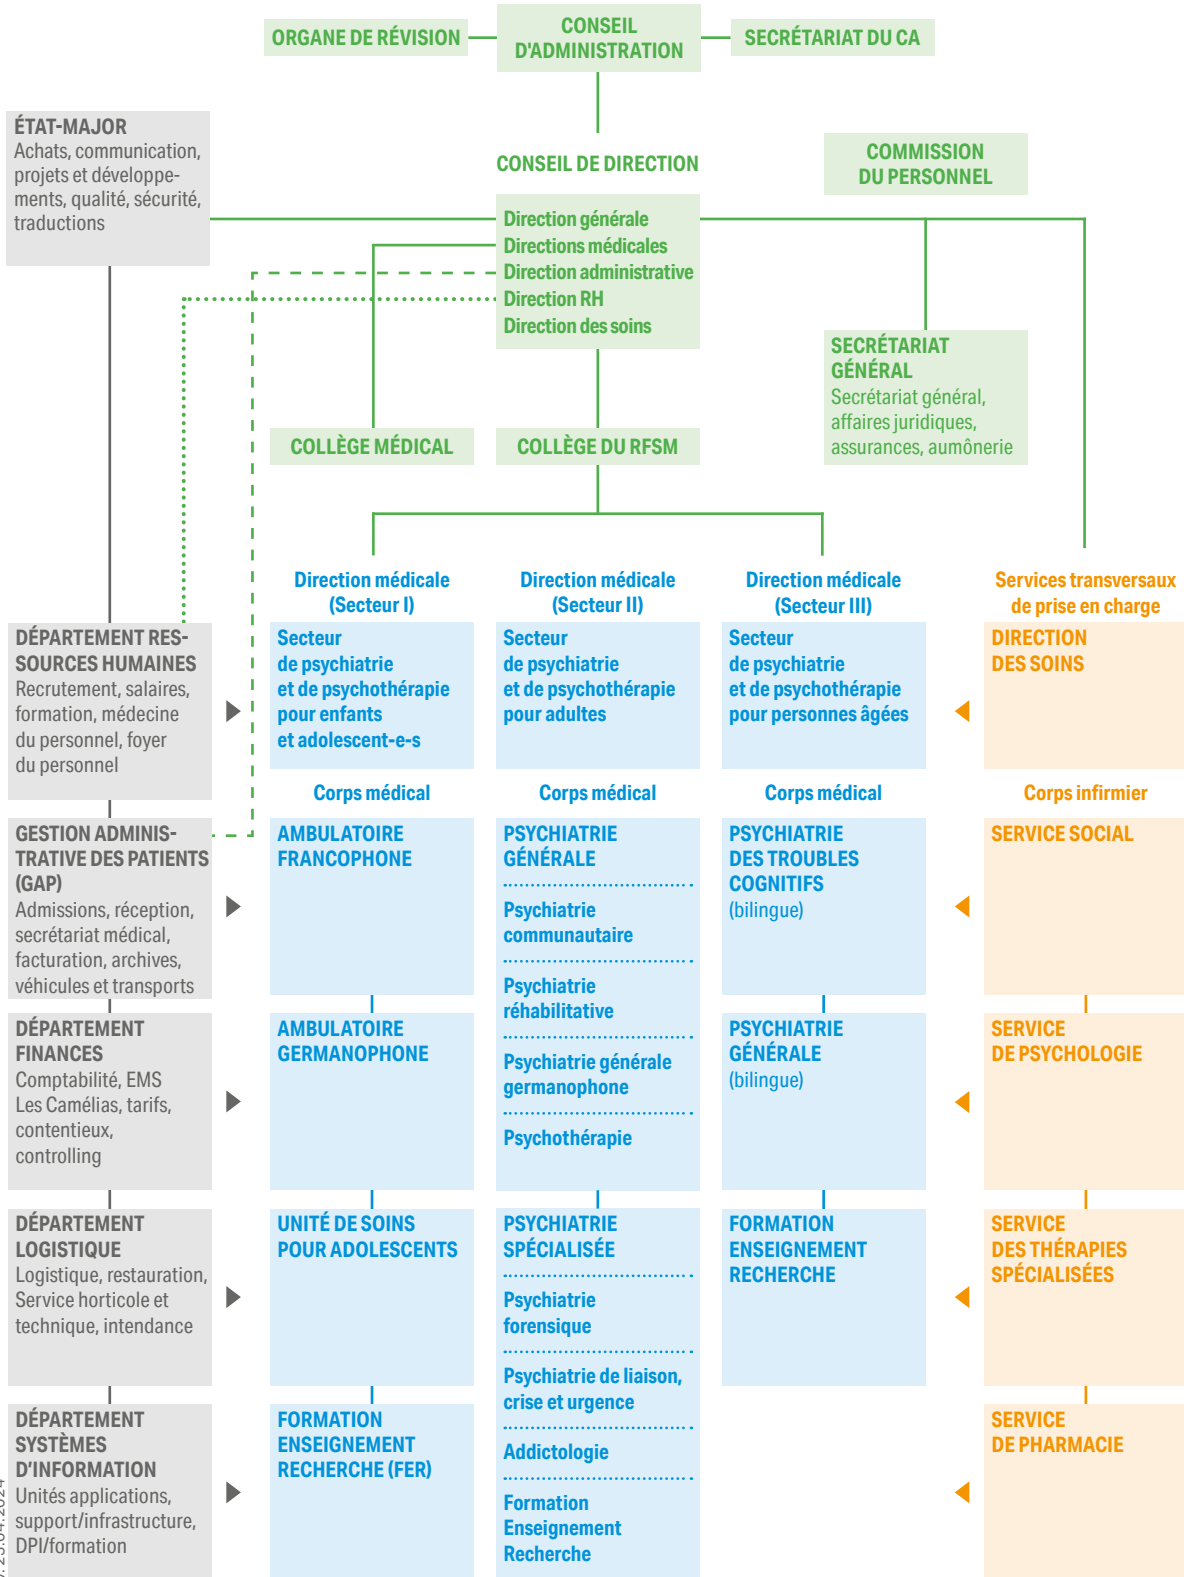 ORGANE DE RÉVISION
CONSEIL
D'ADMINISTRATION
SECRÉTARIAT DU CA
ÉTAT-MAJOR
Achats, communication,
projets et développe-
ments, qualité, sécurité,
traductions
CONSEIL DE DIRECTION
COMMISSION
DU PERSONNEL
Direction générale
Directions médicales
Direction administrative
Direction RH
Direction des soins
SECRÉTARIAT
GÉNÉRAL
Secrétariat général,
affaires juridiques,
assurances, aumônerie
COLLÈGE MÉDICAL
COLLÈGE DU RFSM
DÉPARTEMENT RES-
SOURCES HUMAINES
Recrutement, salaires,
formation, médecine
du personnel, foyer
du personnel
GESTION ADMINIS-
TRATIVE DES PATIENTS
(GAP)
Admissions, réception,
secrétariat médical,
facturation, archives,
véhicules et transports
DÉPARTEMENT
FINANCES
Comptabilité, EMS
Les Camélias, tarifs,
contentieux,
controlling
DÉPARTEMENT
LOGISTIQUE
Logistique, restauration,
Service horticole et
technique, intendance
DÉPARTEMENT
SYSTÈMES
D'INFORMATION
Unités applications,
support/infrastructure,
DPI/formation
Direction médicale
(Secteur I)
Secteur
de psychiatrie
et de psychothérapie
pour enfants
et adolescent-e-s
Corps médical
AMBULATOIRE
FRANCOPHONE
AMBULATOIRE
GERMANOPHONE
UNITÉ DE SOINS
POUR ADOLESCENTS
FORMATION
ENSEIGNEMENT
RECHERCHE (FER)
Direction médicale
(Secteur II)
Secteur
de psychiatrie
et de psychothérapie
pour adultes
Corps médical
PSYCHIATRIE
GÉNÉRALE
Psychiatrie
communautaire
Psychiatrie
réhabilitative
Psychiatrie générale
germanophone
Psychothérapie
PSYCHIATRIE
SPÉCIALISÉE
Psychiatrie
forensique
Psychiatrie de liaison,
crise et urgence
Addictologie
Formation
Enseignement
Recherche
Direction médicale
(Secteur III)
Secteur
de psychiatrie
et de psychothérapie
pour personnes âgées
Corps médical
PSYCHIATRIE
DES TROUBLES
COGNITIFS
(bilingue)
PSYCHIATRIE
GÉNÉRALE
(bilingue)
FORMATION
ENSEIGNEMENT
RECHERCHE
Services transversaux
de prise en charge
DIRECTION
DES SOINS
Corps infirmier
SERVICE SOCIAL
SERVICE
DE PSYCHOLOGIE
SERVICE
DES THÉRAPIES
SPÉCIALISÉES
SERVICE
DE PHARMACIE